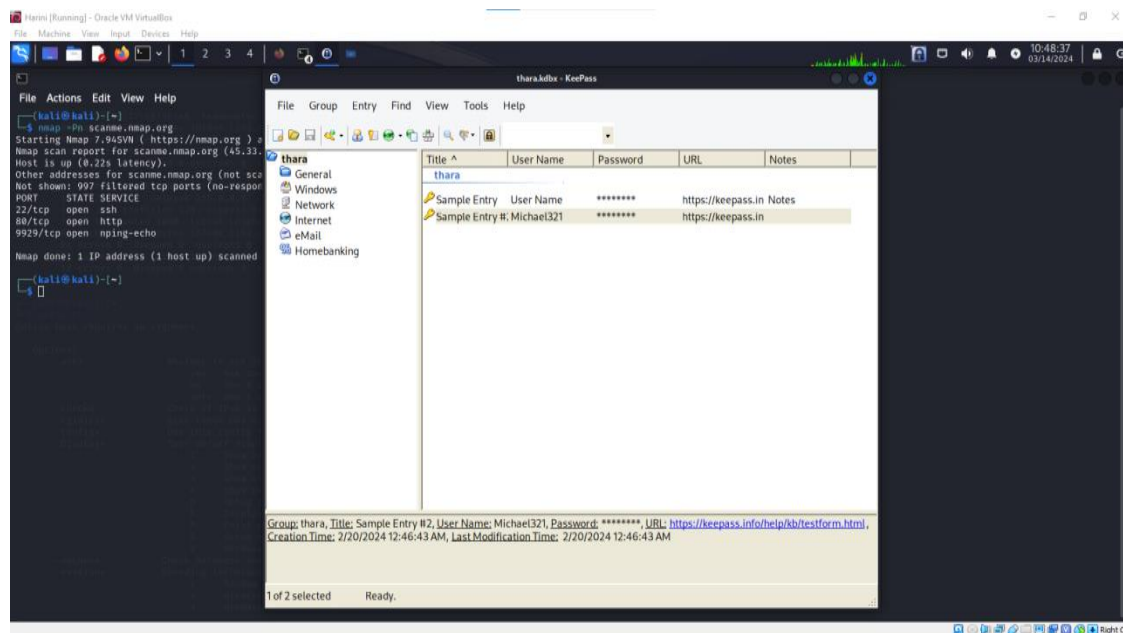 Harini [Running] - Oracle VM VirtualBox
File Machine View Input Devices Help
1 2 3 4
10:48:37
03/14/2024
File Actions Edit View Help
(kali㉿kali)-[~]
$ nmap -Pn scanme.nmap.org
Starting Nmap 7.94SVN ( https://nmap.org ) a
Nmap scan report for scanme.nmap.org (45.33.
Host is up (0.22s latency).
Other addresses for scanme.nmap.org (not sca
Not shown: 997 filtered tcp ports (no-respon
PORT STATE SERVICE
22/tcp open ssh
80/tcp open http
9929/tcp open nping-echo
Nmap done: 1 IP address (1 host up) scanned
(kali㉿kali)-[~]
$
thara.kdbx - KeePass
File Group Entry Find View Tools Help
thara
General
Windows
Network
Internet
eMail
Homebanking
Title ^ User Name Password URL Notes
thara
Sample Entry User Name ******** https://keepass.in Notes
Sample Entry #: Michael321 ******** https://keepass.in
Group: thara, Title: Sample Entry #2, User Name: Michael321, Password: ********, URL: https://keepass.info/help/kb/testform.html,
Creation Time: 2/20/2024 12:46:43 AM, Last Modification Time: 2/20/2024 12:46:43 AM
1 of 2 selected Ready.
Right C